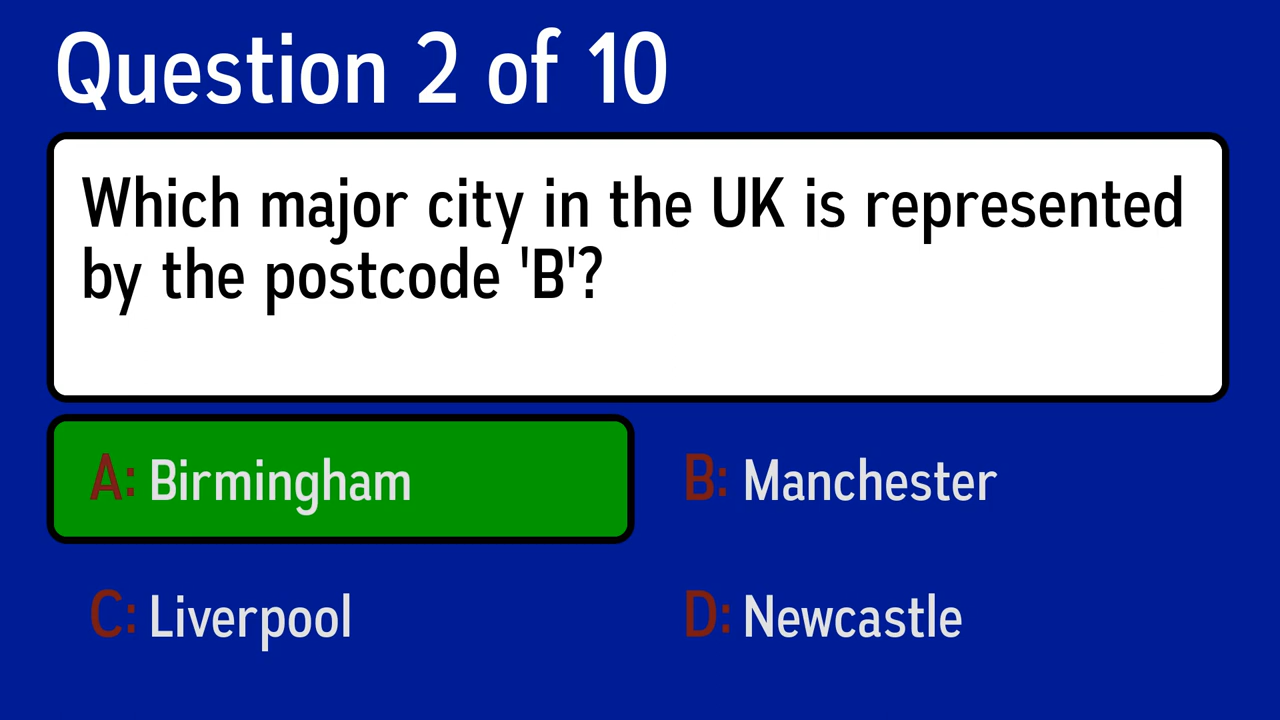 Question 2 of 10
Which major city in the UK is represented
by the postcode 'B'?
A: Birmingham
B: Manchester
C: Liverpool
D: Newcastle